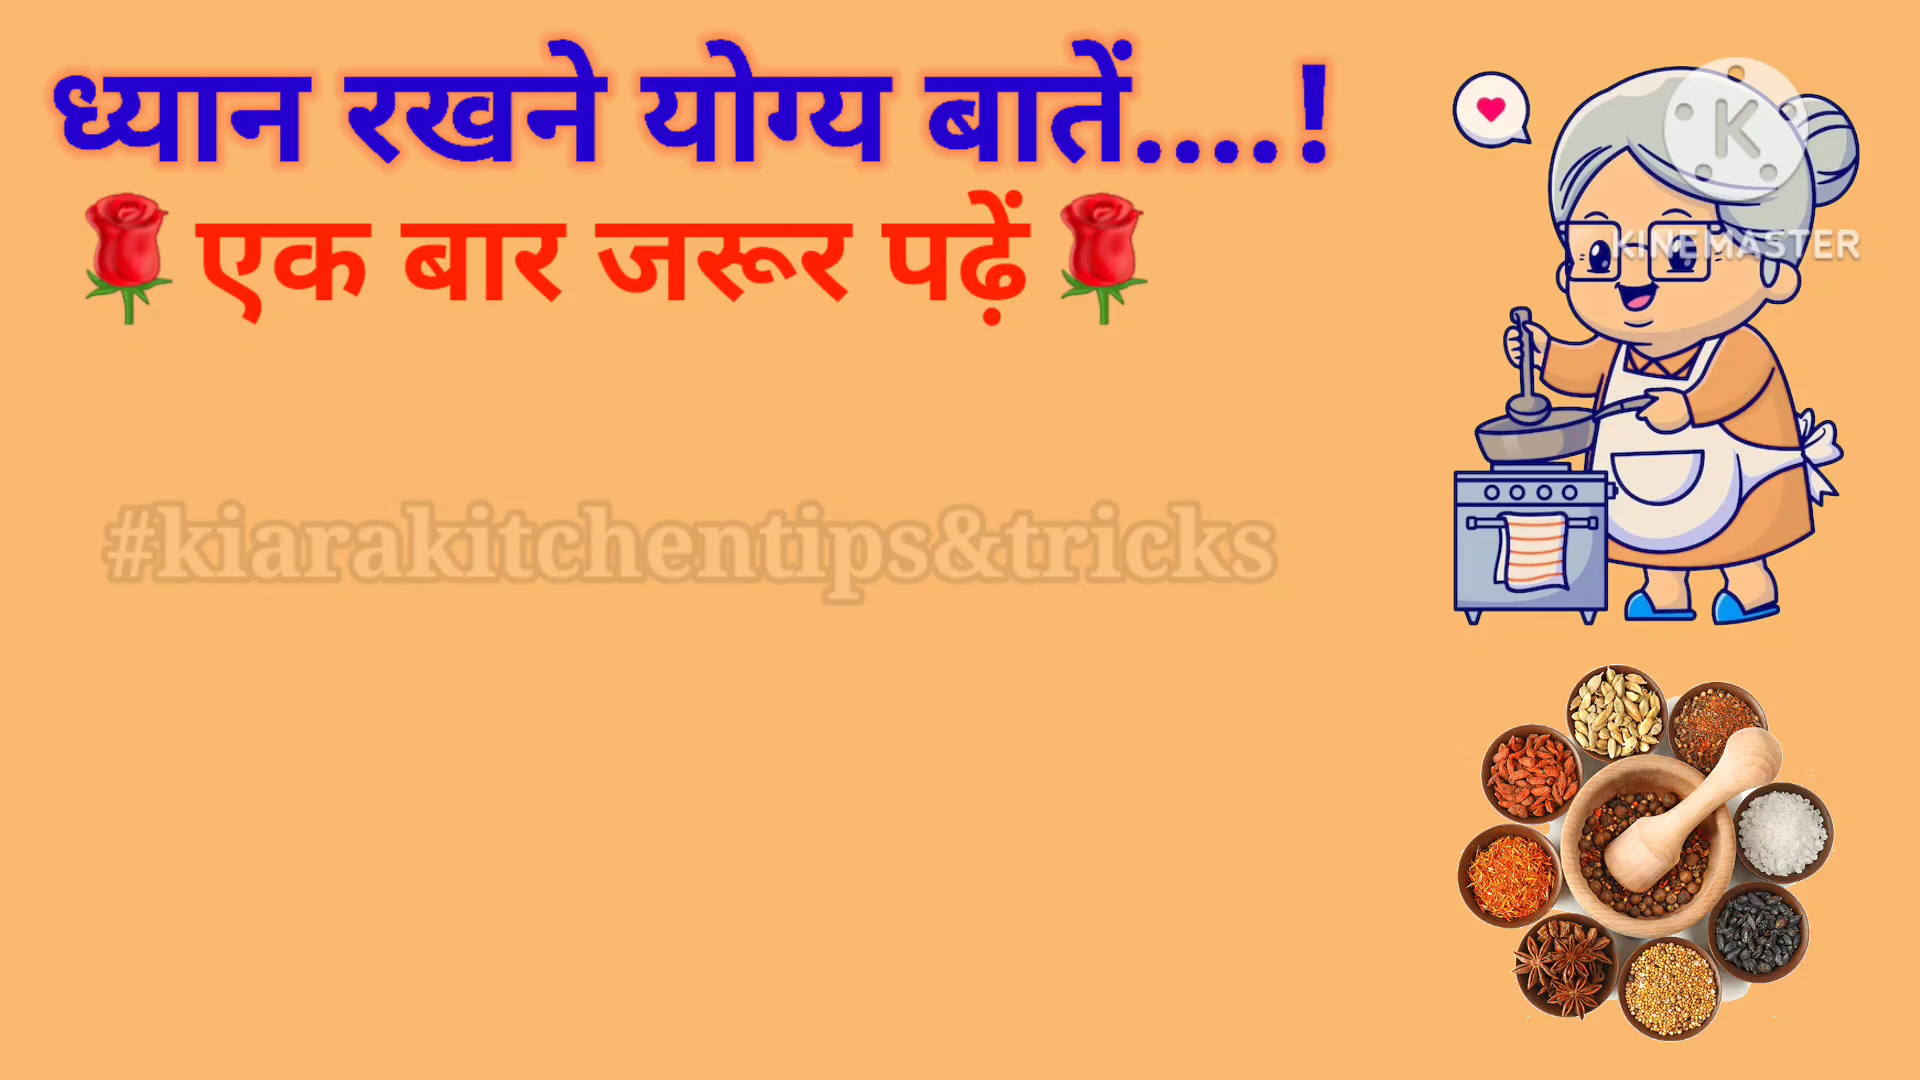 ध्यान रखने योग्य बातें....!
🌹एक बार जरूर पढ़ें🌹
K
KINEMASTER
#kiarakitchentips&tricks